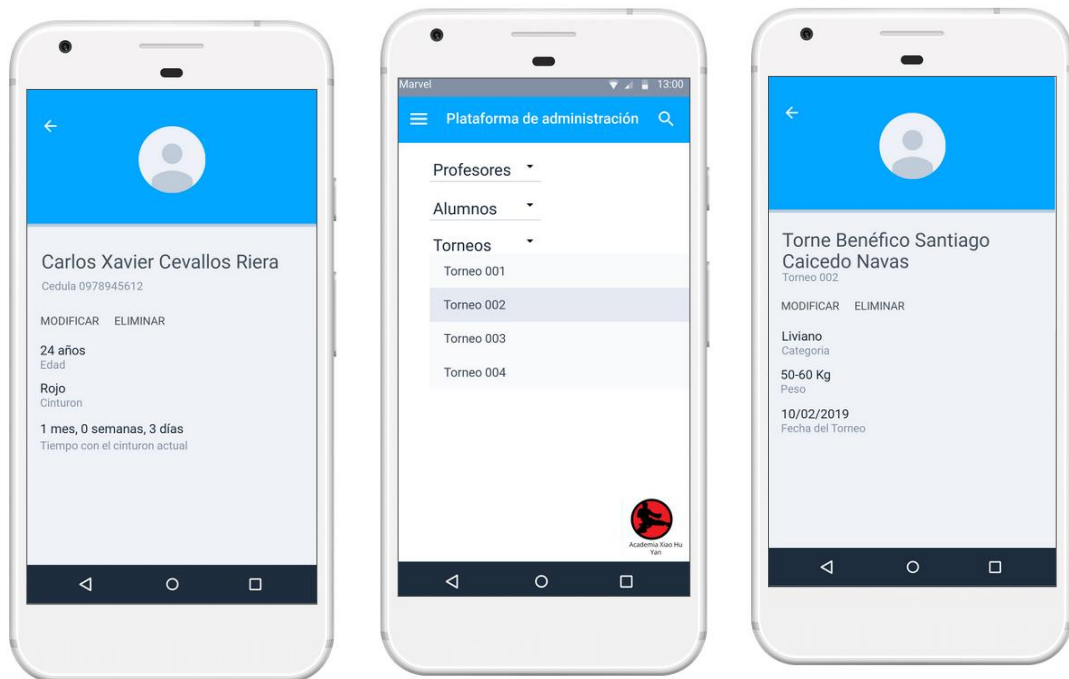 Carlos Xavier Cevallos Riera
Cedula 0978945612
MODIFICAR ELIMINAR
24 años
Edad
Rojo
Cinturon
1 mes, 0 semanas, 3 días
Tiempo con el cinturon actual
Marvel 13:00
Plataforma de administración
Profesores
Alumnos
Torneos
Torneo 001
Torneo 002
Torneo 003
Torneo 004
Academia Xiao Hu
Yan
Torne Benéfico Santiago
Caicedo Navas
Torneo 002
MODIFICAR ELIMINAR
Liviano
Categoria
50-60 Kg
Peso
10/02/2019
Fecha del Torneo